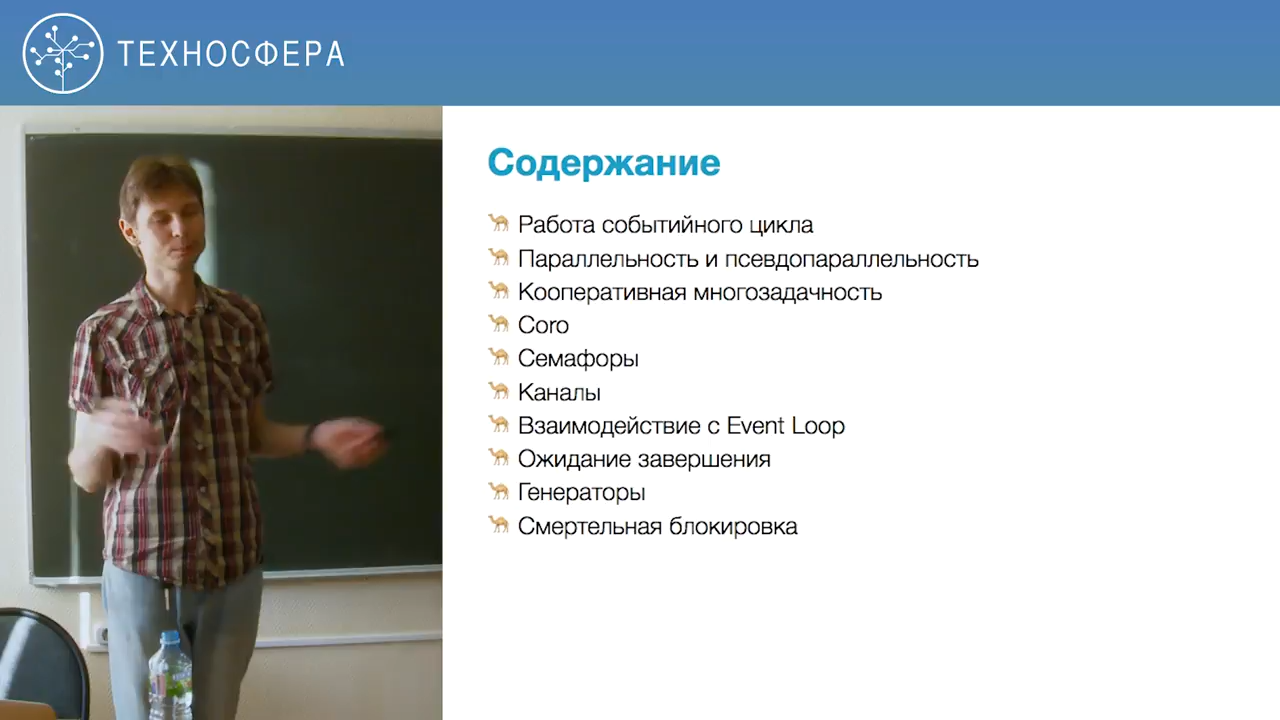 ТЕХНОСФЕРА
Содержание
Работа событийного цикла
Параллельность и псевдопараллельность
Кооперативная многозадачность
Coro
Семафоры
Каналы
Взаимодействие с Event Loop
Ожидание завершения
Генераторы
Смертельная блокировка